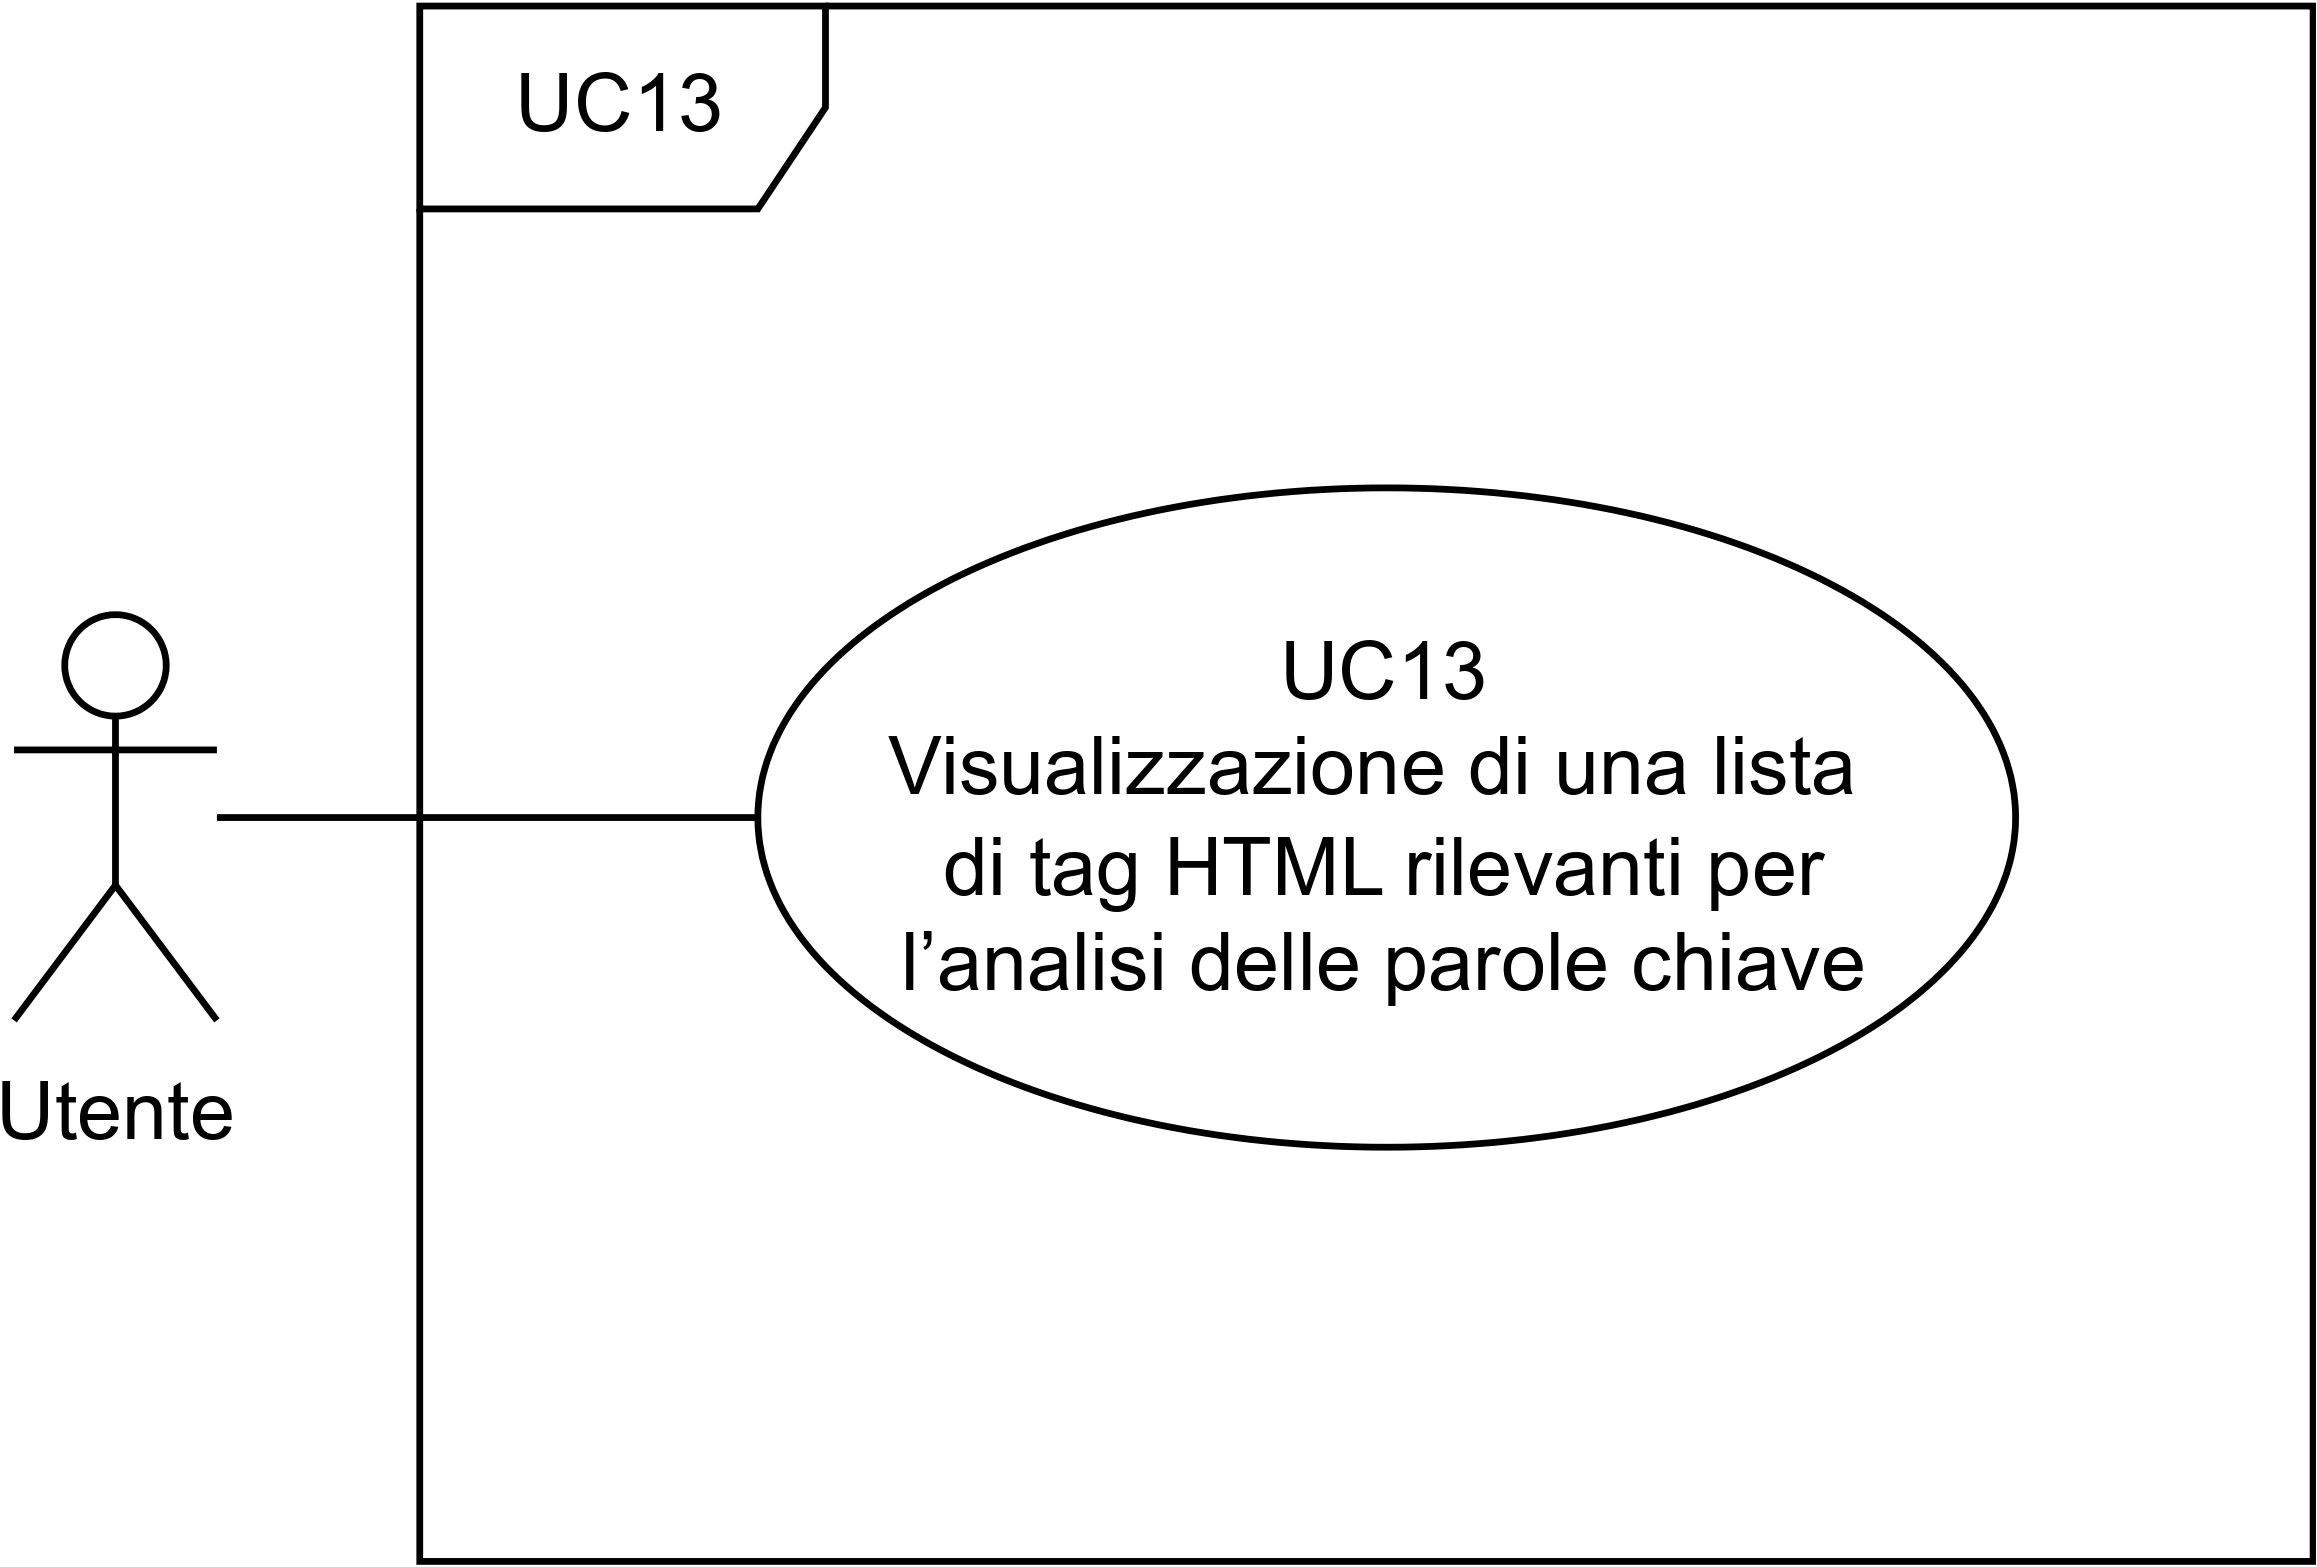 UC13
UC13
Visualizzazione di una lista
di tag HTML rilevanti per
l’analisi delle parole chiave
Utente